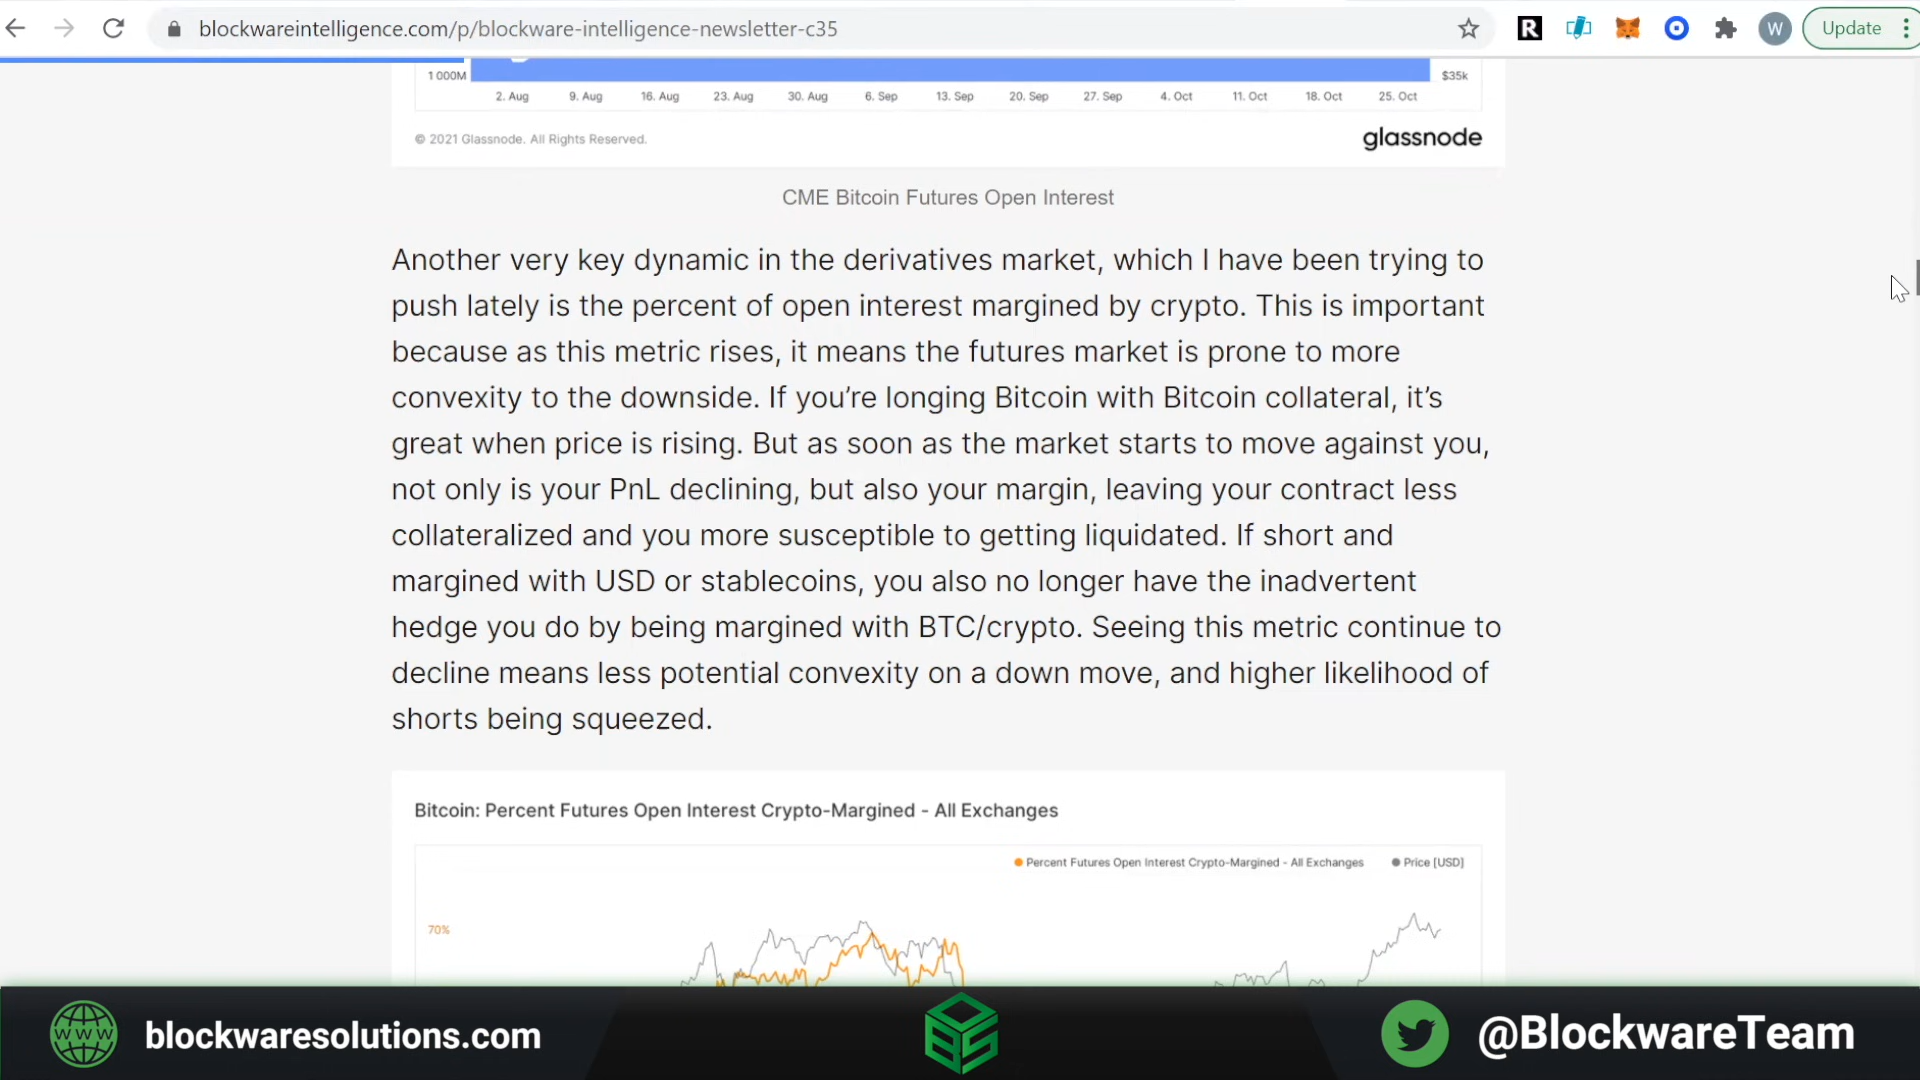 blockwareintelligence.com/p/blockware-intelligence-newsletter-c35
R
W
Update
1 000M
$35k
2. Aug 9. Aug 16. Aug 23. Aug 30. Aug 6. Sep 13. Sep 20. Sep 27. Sep 4. Oct 11. Oct 18. Oct 25. Oct
© 2021 Glassnode. All Rights Reserved.
glassnode
CME Bitcoin Futures Open Interest
Another very key dynamic in the derivatives market, which I have been trying to
push lately is the percent of open interest margined by crypto. This is important
because as this metric rises, it means the futures market is prone to more
convexity to the downside. If you’re longing Bitcoin with Bitcoin collateral, it’s
great when price is rising. But as soon as the market starts to move against you,
not only is your PnL declining, but also your margin, leaving your contract less
collateralized and you more susceptible to getting liquidated. If short and
margined with USD or stablecoins, you also no longer have the inadvertent
hedge you do by being margined with BTC/crypto. Seeing this metric continue to
decline means less potential convexity on a down move, and higher likelihood of
shorts being squeezed.
Bitcoin: Percent Futures Open Interest Crypto-Margined - All Exchanges
Percent Futures Open Interest Crypto-Margined - All Exchanges
Price [USD]
70%
WWW
blockwaresolutions.com
BS
@BlockwareTeam